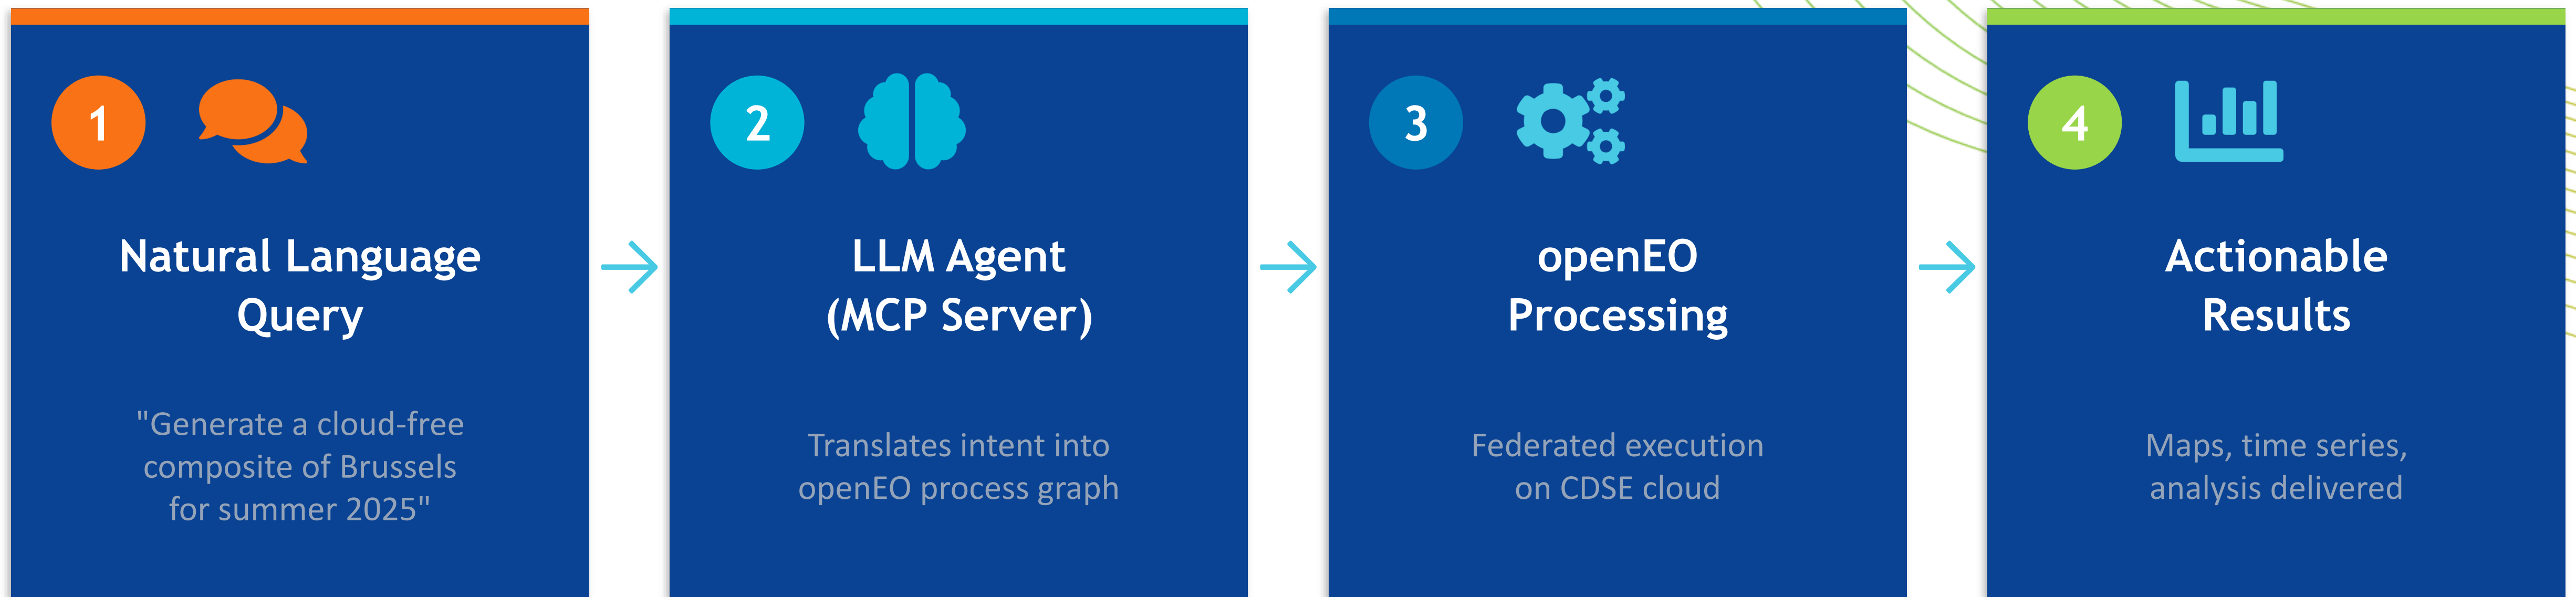 1
Natural Language
Query
"Generate a cloud-free
composite of Brussels
for summer 2025"
2
LLM Agent
(MCP Server)
Translates intent into
openEO process graph
3
openEO
Processing
Federated execution
on CDSE cloud
4
Actionable
Results
Maps, time series,
analysis delivered